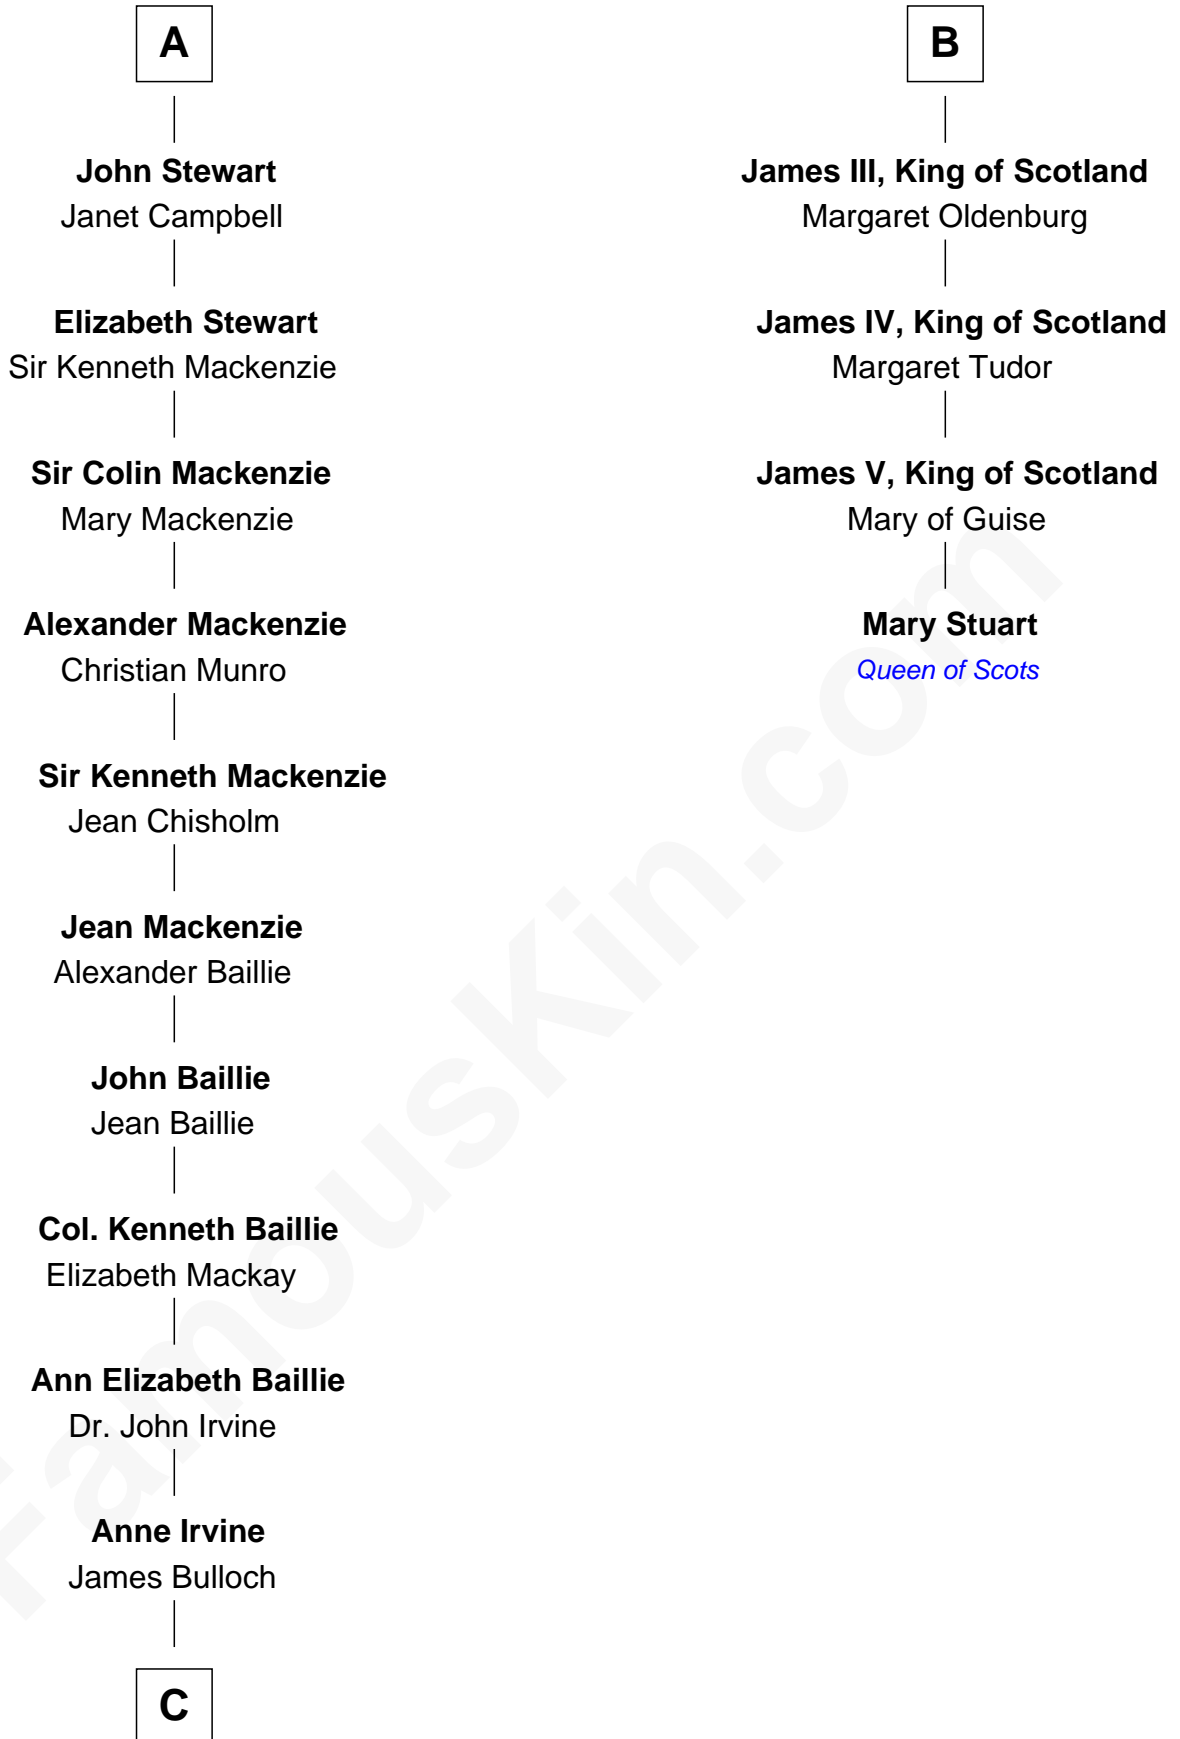 A
John Stewart
Janet Campbell
Elizabeth Stewart
Sir Kenneth Mackenzie
Sir Colin Mackenzie
Mary Mackenzie
Alexander Mackenzie
Christian Munro
Sir Kenneth Mackenzie
Jean Chisholm
Jean Mackenzie
Alexander Baillie
John Baillie
Jean Baillie
Col. Kenneth Baillie
Elizabeth Mackay
Ann Elizabeth Baillie
Dr. John Irvine
Anne Irvine
James Bulloch
C
B
James III, King of Scotland
Margaret Oldenburg
James IV, King of Scotland
Margaret Tudor
James V, King of Scotland
Mary of Guise
Mary Stuart
Queen of Scots
FamousKin.com